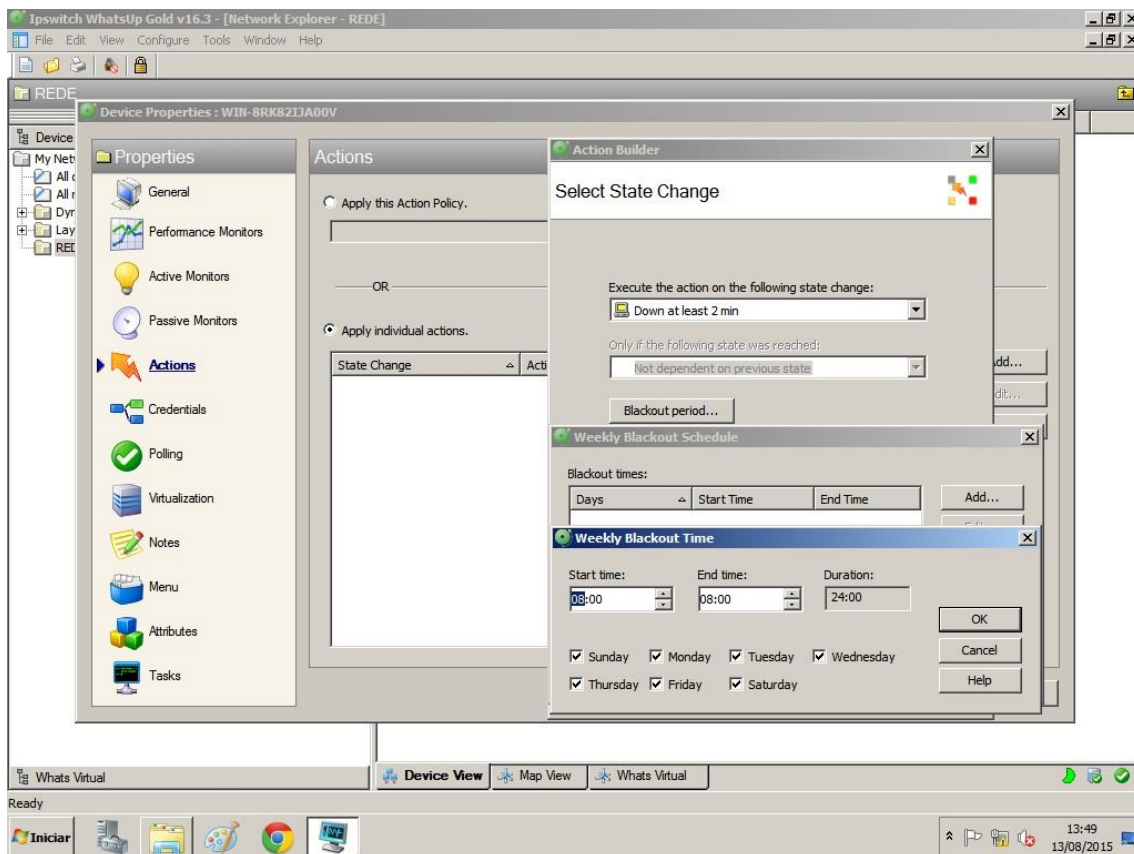 Ipswitch WhatsUp Gold v16.3 - [Network Explorer - REDE]
File Edit View Configure Tools Window Help
REDE
Device Properties : WIN-8RK82IJA00V
Device
My Net
All
All
Dyr
Lay
RED
Properties
General
Performance Monitors
Active Monitors
Passive Monitors
Actions
Credentials
Polling
Virtualization
Notes
Menu
Attributes
Tasks
Actions
Apply this Action Policy.
OR
Apply individual actions.
State Change Acti
dd...
dit...
Action Builder
Select State Change
Execute the action on the following state change:
Down at least 2 min
Only if the following state was reached:
Not dependent on previous state
Blackout period...
Weekly Blackout Schedule
Blackout times:
Days Start Time End Time
Add...
Weekly Blackout Time
Start time: End time: Duration:
08:00 08:00 24:00
OK
Cancel
Help
Sunday Monday Tuesday Wednesday
Thursday Friday Saturday
Whats Virtual
Device View Map View Whats Virtual
Ready
Iniciar
13:49
13/08/2015